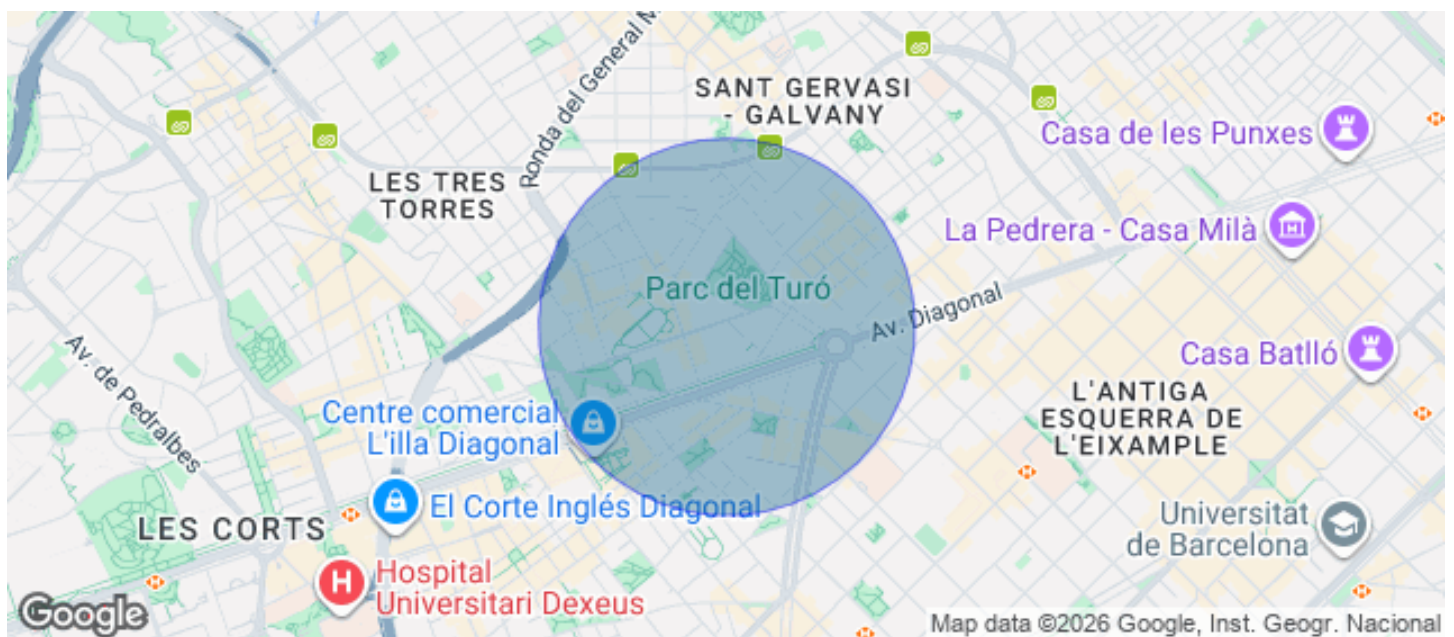 Ronda del General M
SANT GERVASI
- GALVANY
Casa de les Punxes
LES TRES
TORRES
La Pedrera - Casa Milà
Parc del Turó
Av. Diagonal
Av. de Pedralbes
Casa Batlló
Centre comercial
L'illa Diagonal
L'ANTIGA
ESQUERRA DE
L'EIXAMPLE
El Corte Inglés Diagonal
LES CORTS
Universitat
de Barcelona
H
Hospital
Universitari Dexeus
Google
Map data ©2026 Google, Inst. Geogr. Nacional